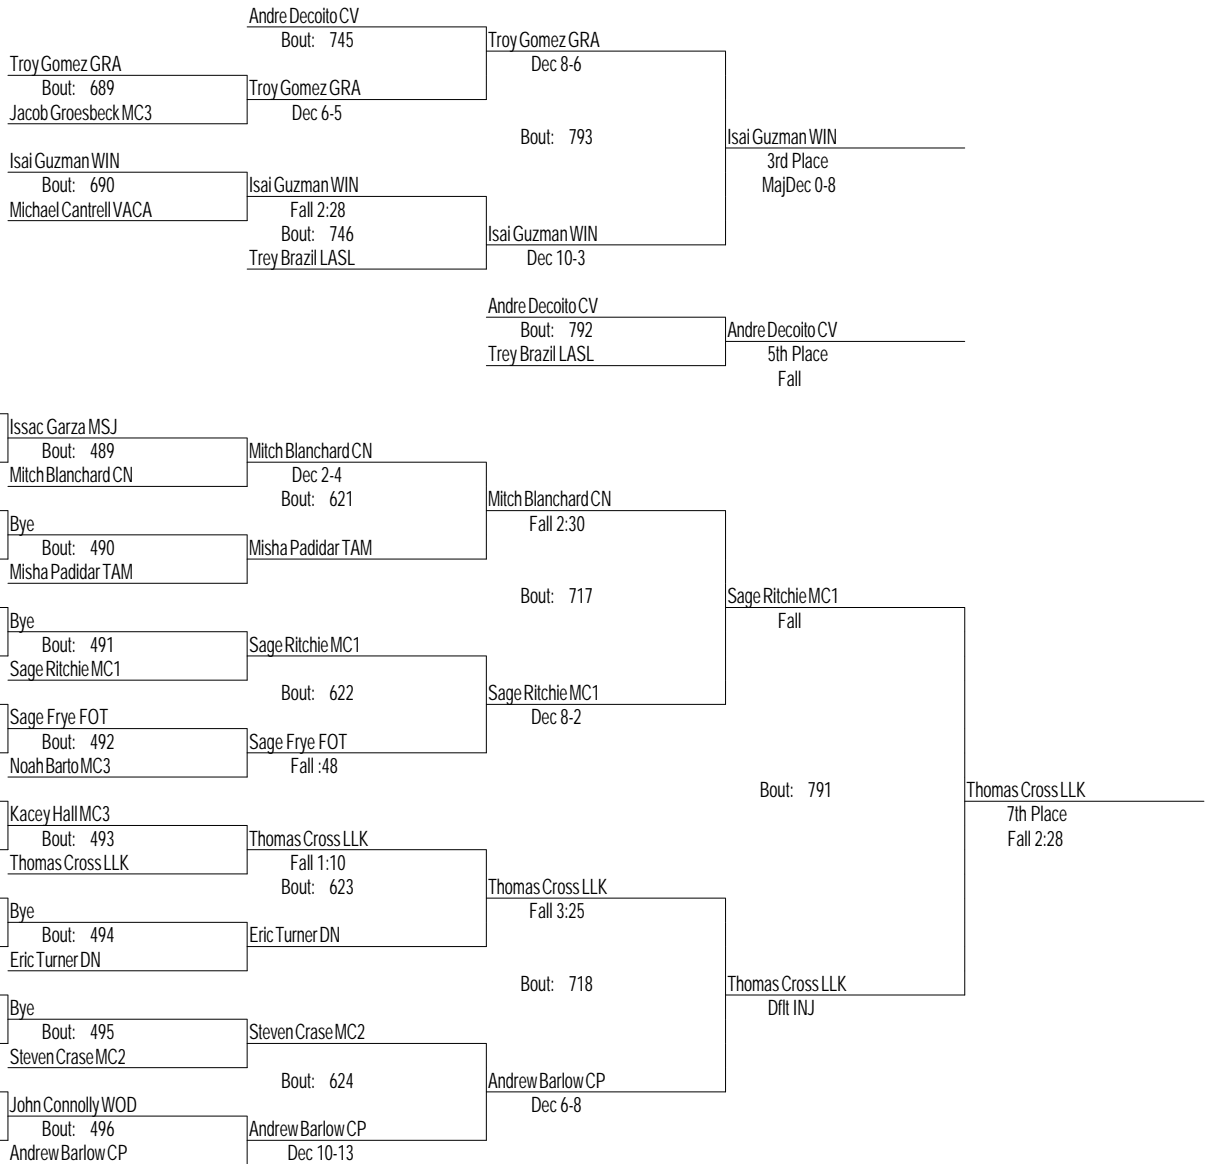 Andre Decoito CV
Bout: 745
Troy Gomez GRA
Troy Gomez GRA
Dec 8-6
Bout: 689
Troy Gomez GRA
Jacob Groesbeck MC3
Dec 6-5
Bout: 793
Isai Guzman WIN
Isai Guzman WIN
3rd Place
Bout: 690
Isai Guzman WIN
MajDec 0-8
Michael Cantrell VACA
Fall 2:28
Bout: 746
Isai Guzman WIN
Trey Brazil LASL
Dec 10-3
Andre Decoito CV
Bout: 792
Andre Decoito CV
Trey Brazil LASL
5th Place
Fall
Issac Garza MSJ
Bout: 489
Mitch Blanchard CN
Mitch Blanchard CN
Dec 2-4
Bout: 621
Mitch Blanchard CN
Bye
Fall 2:30
Bout: 490
Misha Padidar TAM
Misha Padidar TAM
Bout: 717
Sage Ritchie MC1
Bye
Fall
Bout: 491
Sage Ritchie MC1
Sage Ritchie MC1
Bout: 622
Sage Ritchie MC1
Sage Frye FOT
Dec 8-2
Bout: 492
Sage Frye FOT
Noah Barto MC3
Fall :48
Bout: 791
Thomas Cross LLK
Kacey Hall MC3
7th Place
Bout: 493
Thomas Cross LLK
Fall 2:28
Thomas Cross LLK
Fall 1:10
Bout: 623
Thomas Cross LLK
Bye
Fall 3:25
Bout: 494
Eric Turner DN
Eric Turner DN
Bout: 718
Thomas Cross LLK
Bye
Dflt INJ
Bout: 495
Steven Crase MC2
Steven Crase MC2
Bout: 624
Andrew Barlow CP
John Connolly WOD
Dec 6-8
Bout: 496
Andrew Barlow CP
Andrew Barlow CP
Dec 10-13